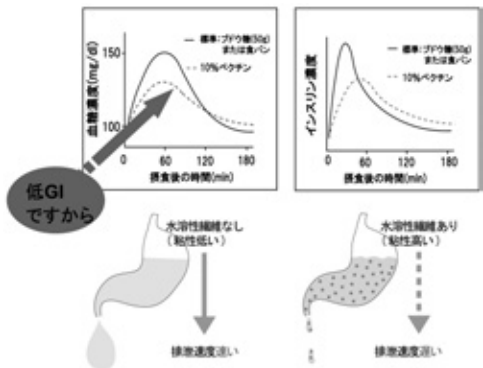 血糖濃度(mg/dl)
150
100
標準:ブドウ糖(50g)
または食パン
10%ペクチン
0
60
120
180
摂食後の時間(min)
インスリン濃度
標準:ブドウ糖(50g)
または食パン
10%ペクチン
0
60
120
180
摂食後の時間(min)
低GI
ですから
水溶性繊維なし
(粘性低い)
排泄速度速い
水溶性繊維あり
(粘性高い)
排泄速度遅い